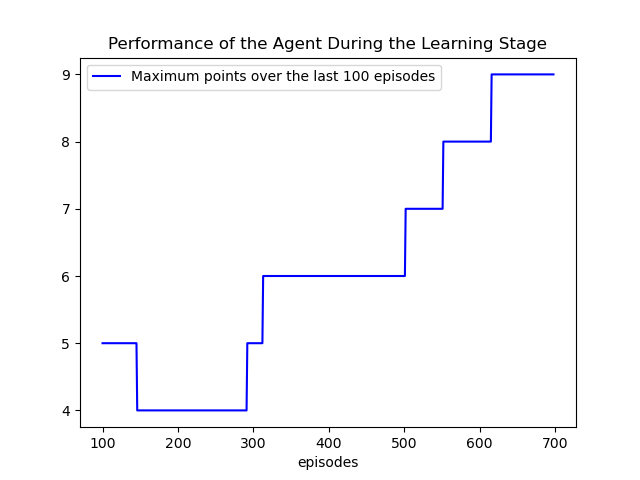 Performance of the Agent During the Learning Stage
Maximum points over the last 100 episodes
9
8
7
6
5
4
100 200 300 400 500 600 700
episodes